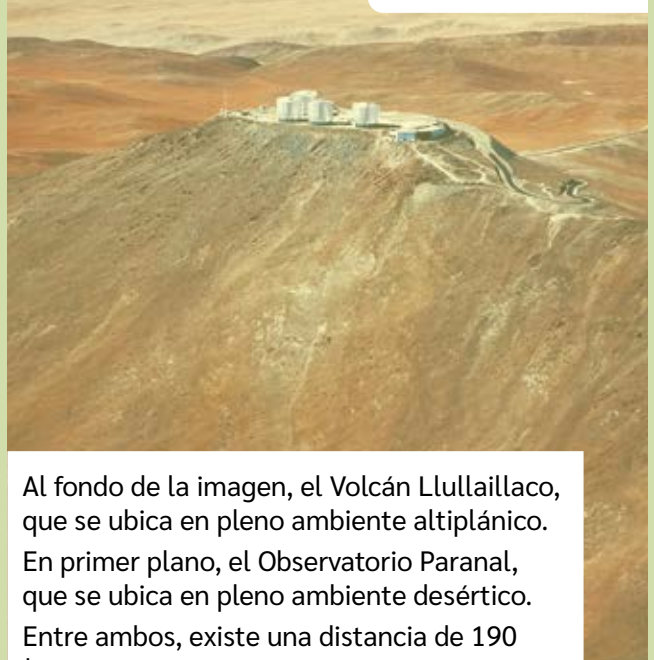 Al fondo de la imagen, el Volcán Llullaillaco,
que se ubica en pleno ambiente altiplánico.
En primer plano, el Observatorio Paranal,
que se ubica en pleno ambiente desértico.
Entre ambos, existe una distancia de 190